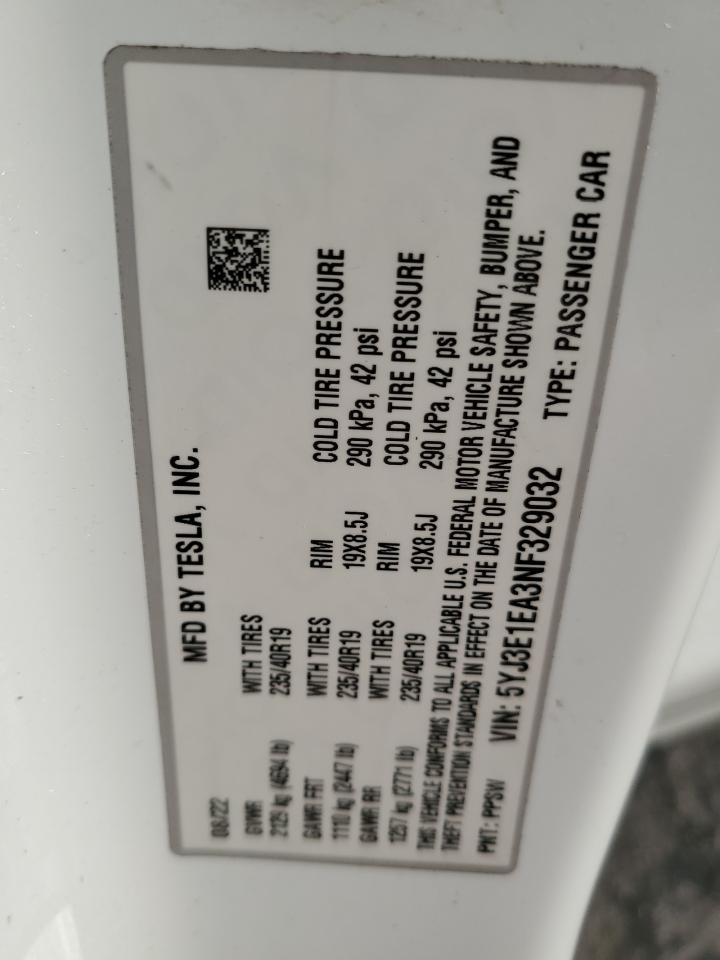 MFD BY TESLA, INC.
08/22
GVWR WITH TIRES
2129 kg (4694 lb) 235/40R19
GAWR FRT WITH TIRES RIM COLD TIRE PRESSURE
1110 kg (2447 lb) 235/40R19 19X8.5J 290 kPa, 42 psi
GAWR RR WITH TIRES RIM COLD TIRE PRESSURE
1257 kg (2771 lb) 235/40R19 19X8.5J 290 kPa, 42 psi
THIS VEHICLE CONFORMS TO ALL APPLICABLE U.S. FEDERAL MOTOR VEHICLE SAFETY, BUMPER, AND
THEFT PREVENTION STANDARDS IN EFFECT ON THE DATE OF MANUFACTURE SHOWN ABOVE.
PNT: PPSW VIN: 5YJ3E1EA3NF329032 TYPE: PASSENGER CAR